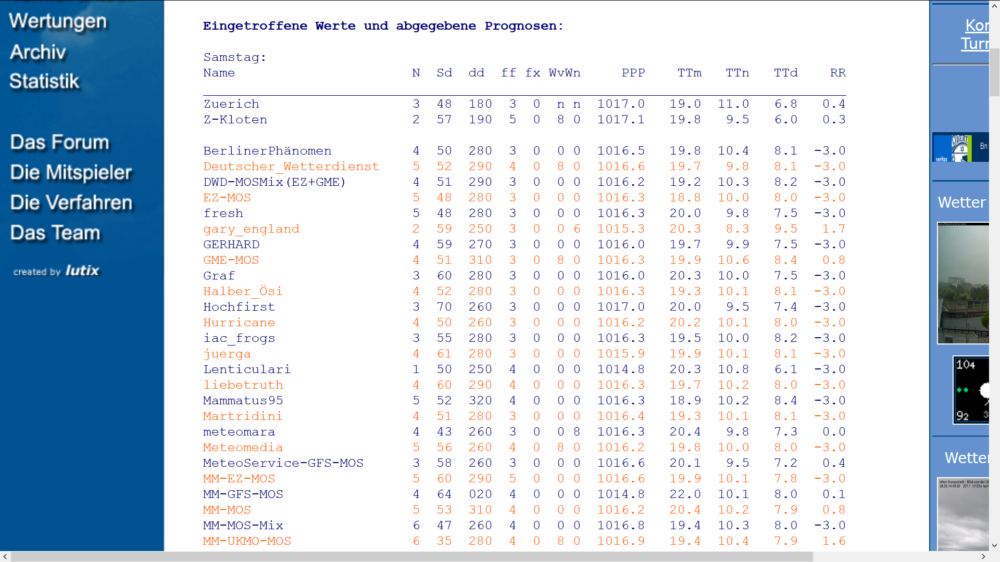 Wertungen
Archiv
Statistik
Das Forum
Die Mitspieler
Die Verfahren
Das Team
created by lutix
Eingetroffene Werte und abgegebene Prognosen:
Samstag:
Name N Sd dd ff fx WvWn PPP TTm TTn TTd RR
Zuerich 3 48 180 3 0 n n 1017.0 19.0 11.0 6.8 0.4
Z-Kloten 2 57 190 5 0 8 0 1017.1 19.8 9.5 6.0 0.3
BerlinerPhänomen 4 50 280 3 0 0 0 1016.5 19.8 10.4 8.1 -3.0
Deutscher_Wetterdienst 5 52 290 4 0 8 0 1016.6 19.7 9.8 8.1 -3.0
DWD-MOSMix(EZ+GME) 4 51 290 3 0 0 0 1016.2 19.2 10.3 8.2 -3.0
EZ-MOS 5 48 280 3 0 0 0 1016.3 18.8 10.0 8.0 -3.0
fresh 5 48 280 3 0 0 0 1016.3 20.0 9.8 7.5 -3.0
gary_england 2 59 250 3 0 0 6 1015.3 20.3 8.3 9.5 1.7
GERHARD 4 59 270 3 0 0 0 1016.0 19.7 9.9 7.5 -3.0
GME-MOS 4 51 310 3 0 8 0 1016.3 19.9 10.6 8.4 0.8
Graf 3 60 280 3 0 0 0 1016.0 20.3 10.0 7.5 -3.0
Halber_Ösi 4 52 280 3 0 0 0 1016.3 19.3 10.1 8.1 -3.0
Hochfirst 3 70 260 3 0 0 0 1017.0 20.0 9.5 7.4 -3.0
Hurricane 4 50 260 3 0 0 0 1016.2 20.2 10.1 8.0 -3.0
iac_frogs 3 55 280 3 0 0 0 1016.3 19.5 10.0 8.2 -3.0
juerga 4 61 280 3 0 0 0 1015.9 19.9 10.1 8.1 -3.0
Lenticulari 1 50 250 4 0 0 0 1014.8 20.3 10.8 6.1 -3.0
liebetruth 4 60 290 4 0 0 0 1016.3 19.7 10.2 8.0 -3.0
Mammatus95 5 52 320 4 0 0 0 1016.3 18.9 10.2 8.4 -3.0
Martridini 4 51 280 3 0 0 0 1016.4 19.3 10.1 8.1 -3.0
meteomara 4 43 260 3 0 0 8 1016.3 20.4 9.8 7.3 0.0
Meteomedia 5 56 260 4 0 8 0 1016.2 19.8 10.0 8.0 -3.0
MeteoService-GFS-MOS 3 58 260 3 0 0 0 1016.6 20.1 9.5 7.2 0.4
MM-EZ-MOS 5 60 290 5 0 0 0 1016.6 19.9 10.1 7.8 -3.0
MM-GFS-MOS 4 64 020 4 0 0 0 1014.8 22.0 10.1 8.0 0.1
MM-MOS 5 53 310 4 0 0 0 1016.2 20.4 10.2 7.9 0.8
MM-MOS-Mix 6 47 260 4 0 0 0 1016.8 19.4 10.3 8.0 -3.0
MM-UKMO-MOS 6 35 280 4 0 8 0 1016.9 19.4 10.4 7.9 1.6
Kor
Turr
LIBERT
veritas
Ein
Wetter
104
92 3
Wetter
Wien-Donaustadt - Blick von der
28.05.14 09:50 (f/7.1 1/125s